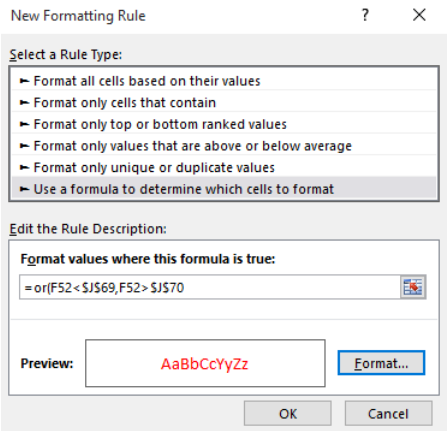 New Formatting Rule ? ×
Select a Rule Type:
► Format all cells based on their values
► Format only cells that contain
► Format only top or bottom ranked values
► Format only values that are above or below average
► Format only unique or duplicate values
► Use a formula to determine which cells to format
Edit the Rule Description:
Format values where this formula is true:
=or(F52<$J$69,F52>$J$70
Preview: AaBbCcYyZz Format...
OK Cancel